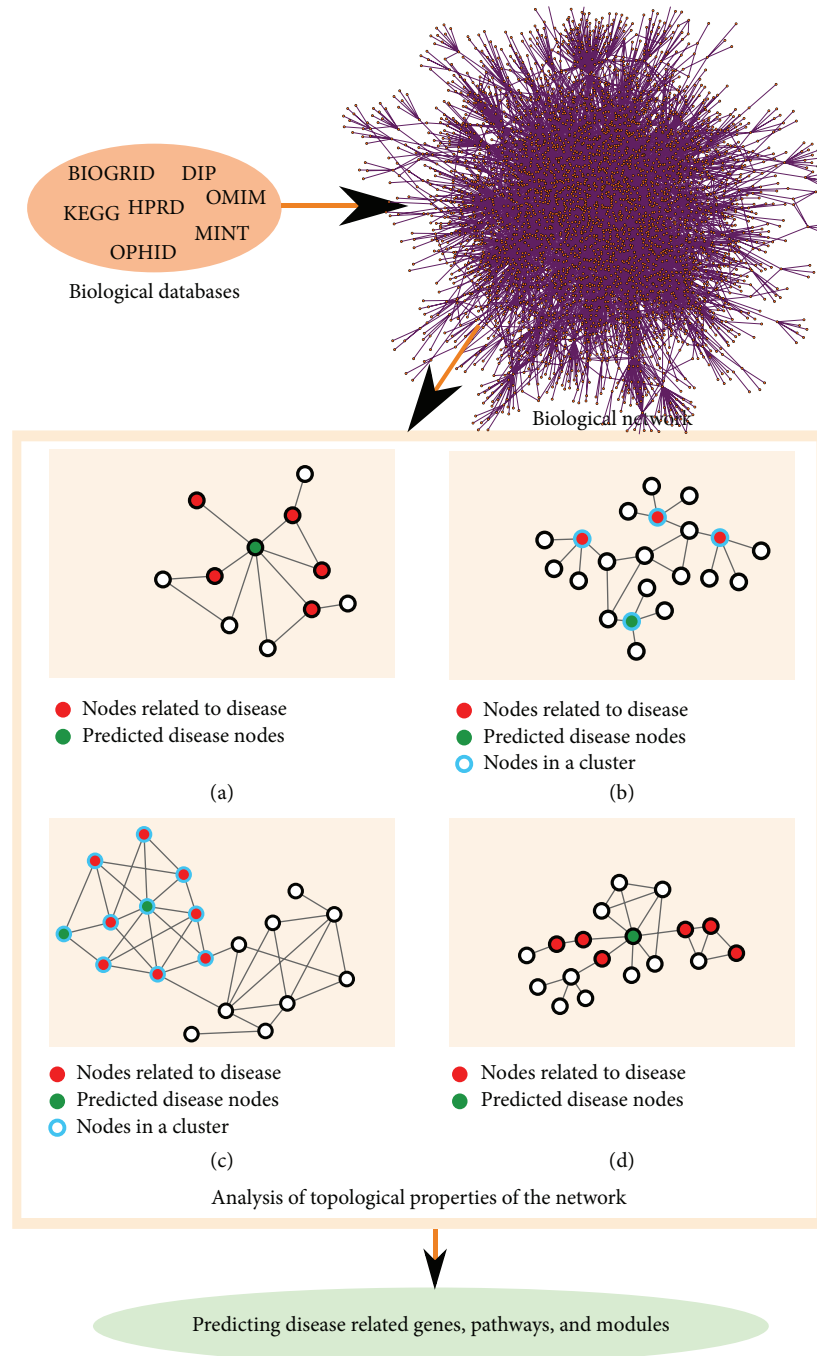 BIOGRID DIP
KEGG HPRD OMIM
MINT
OPHID
Biological databases
Biological network
Nodes related to disease
Predicted disease nodes
(a)
Nodes related to disease
Predicted disease nodes
Nodes in a cluster
(b)
Nodes related to disease
Predicted disease nodes
Nodes in a cluster
(c)
Nodes related to disease
Predicted disease nodes
(d)
Analysis of topological properties of the network
Predicting disease related genes, pathways, and modules